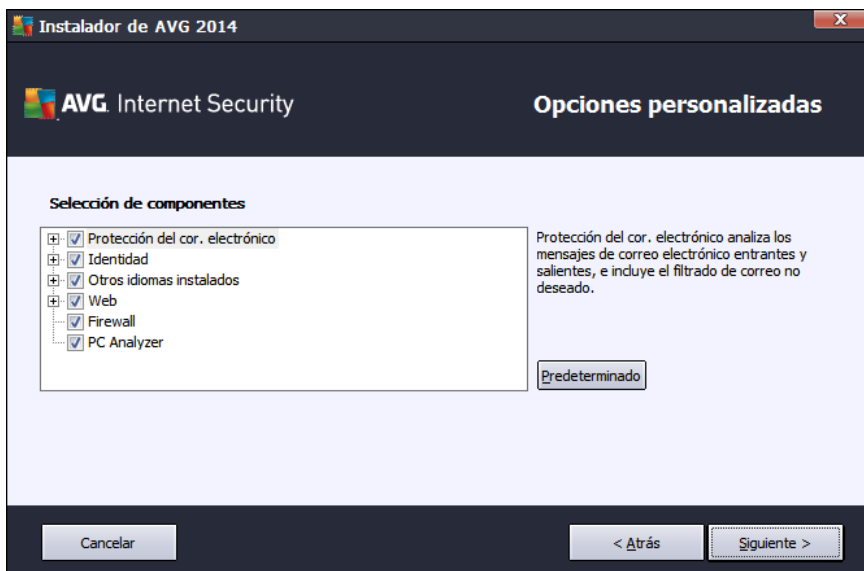 Instalador de AVG 2014
X
AVG. Internet Security
Opciones personalizadas
Selección de componentes
Protección del cor. electrónico
Identidad
Otros idiomas instalados
Web
Firewall
PC Analyzer
Protección del cor. electrónico analiza los
mensajes de correo electrónico entrantes y
salientes, e incluye el filtrado de correo no
deseado.
Predeterminado
Cancelar
< Atrás
Siguiente >